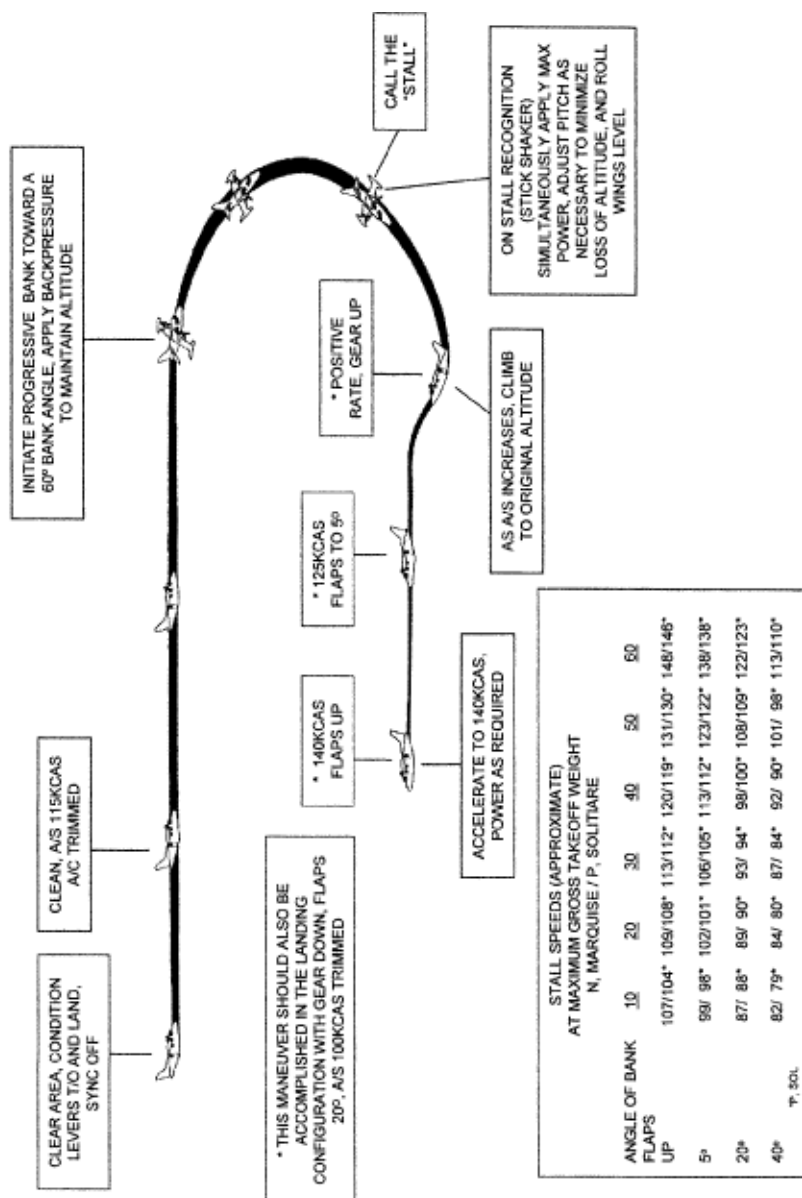 CLEAR AREA, CONDITION
LEVERS T/O AND LAND,
SYNC OFF
CLEAN, A/S 115KCAS
A/C TRIMMED
INITIATE PROGRESSIVE BANK TOWARD A
60º BANK ANGLE, APPLY BACKPRESSURE
TO MAINTAIN ALTITUDE
CALL THE
"STALL"
ON STALL RECOGNITION
(STICK SHAKER)
SIMULTANEOUSLY APPLY MAX
POWER, ADJUST PITCH AS
NECESSARY TO MINIMIZE
LOSS OF ALTITUDE, AND ROLL
WINGS LEVEL
* POSITIVE
RATE, GEAR UP
AS A/S INCREASES, CLIMB
TO ORIGINAL ALTITUDE
* 125KCAS
FLAPS TO 5º
* 140KCAS
FLAPS UP
ACCELERATE TO 140KCAS,
POWER AS REQUIRED
* THIS MANEUVER SHOULD ALSO BE
ACCOMPLISHED IN THE LANDING
CONFIGURATION WITH GEAR DOWN, FLAPS
20º, A/S 100KCAS TRIMMED
STALL SPEEDS (APPROXIMATE)
AT MAXIMUM GROSS TAKEOFF WEIGHT
N, MARQUISE / P, SOLITIARE
ANGLE OF BANK 10 20 30 40 50 60
FLAPS
UP 107/104* 109/108* 113/112* 120/119* 131/130* 148/146*
5º 99/ 98* 102/101* 106/105* 113/112* 123/122* 138/138*
20º 87/ 88* 89/ 90* 93/ 94* 98/100* 108/109* 122/123*
40º 82/ 79* 84/ 80* 87/ 84* 92/ 90* 101/ 98* 113/110*
*P, SOL